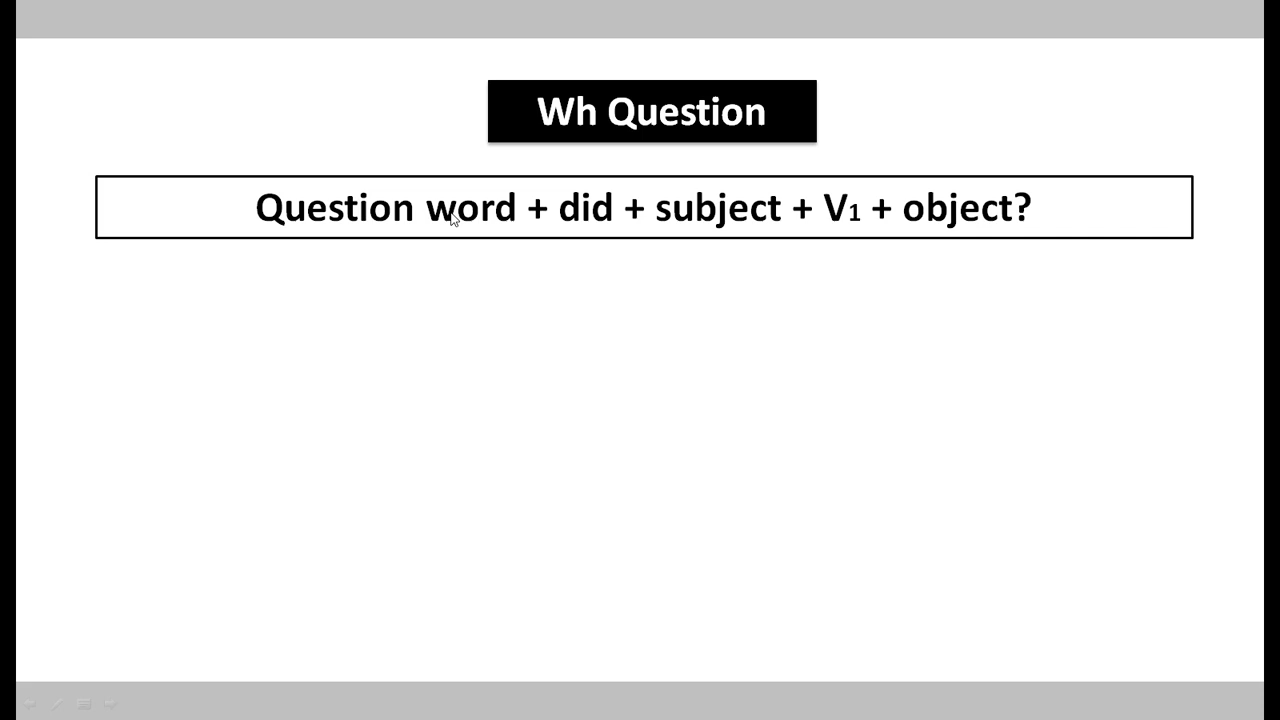 Wh Question
Question word + did + subject + V1 + object?